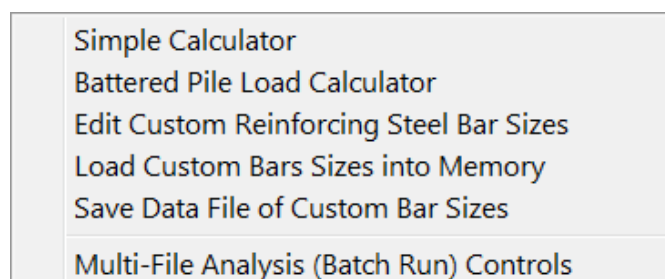 Simple Calculator
Battered Pile Load Calculator
Edit Custom Reinforcing Steel Bar Sizes
Load Custom Bars Sizes into Memory
Save Data File of Custom Bar Sizes
Multi-File Analysis (Batch Run) Controls